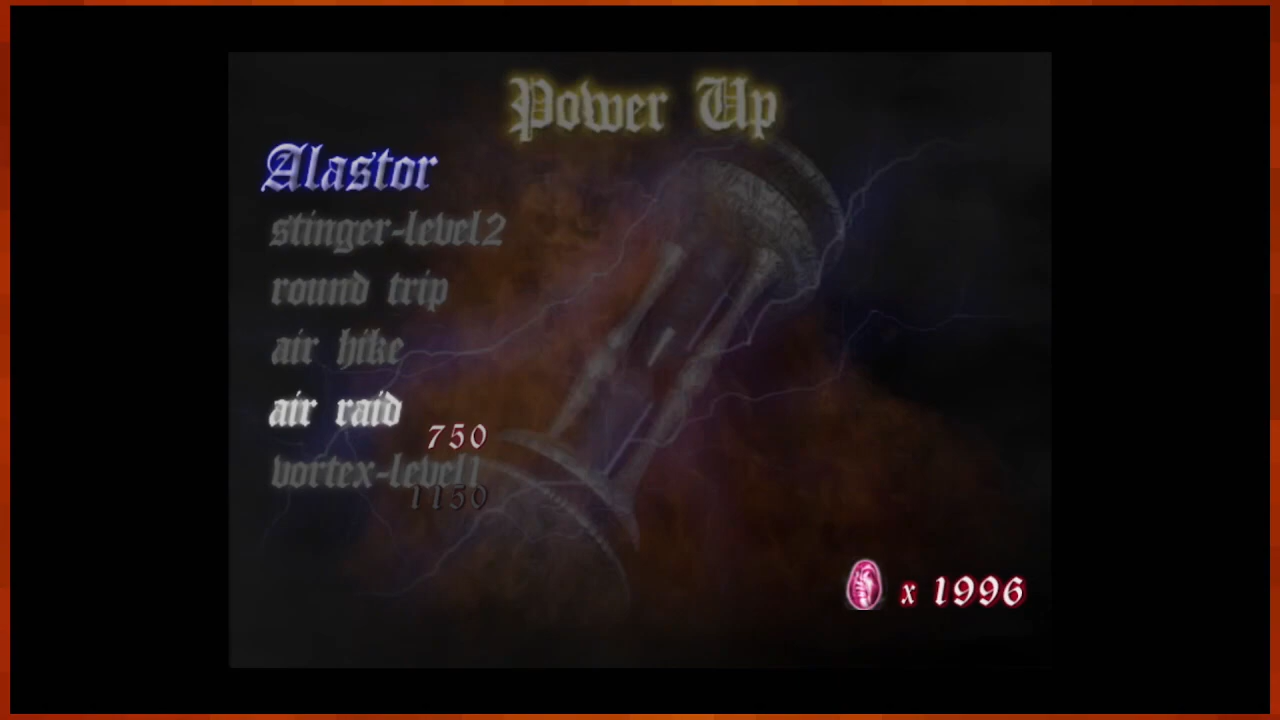 Power Up
Alastor
stinger-level2
round trip
air hike
air raid
750
vortex-level1
1150
x 1996